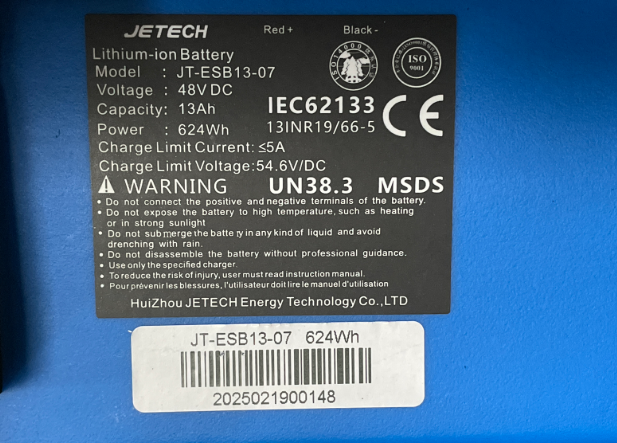 JETECH Red + Black -
Lithium-ion Battery
Model : JT-ESB13-07
Voltage : 48V DC
Capacity: 13Ah
Power : 624Wh
ISO 14000
ISO
9001
IEC62133
13INR19/66-5
CE
Charge Limit Current: ≤5A
Charge Limit Voltage:54.6V/DC
WARNING UN38.3 MSDS
• Do not connect the positive and negative terminals of the battery.
• Do not expose the battery to high temperature, such as heating
or in strong sunlight
• Do not submerge the battety in any kind of liquid and avoid
drenching with rain.
• Do not disassemble the battery without professional guidance.
• Use only the specified charger.
• To reduce the risk of injury, user must read instruction manual.
• Pour prévenir les blessures, l'utilisateur doit lire le manuel d'utilisation
HuiZhou JETECH Energy Technology Co.,LTD
JT-ESB13-07 624Wh
2025021900148